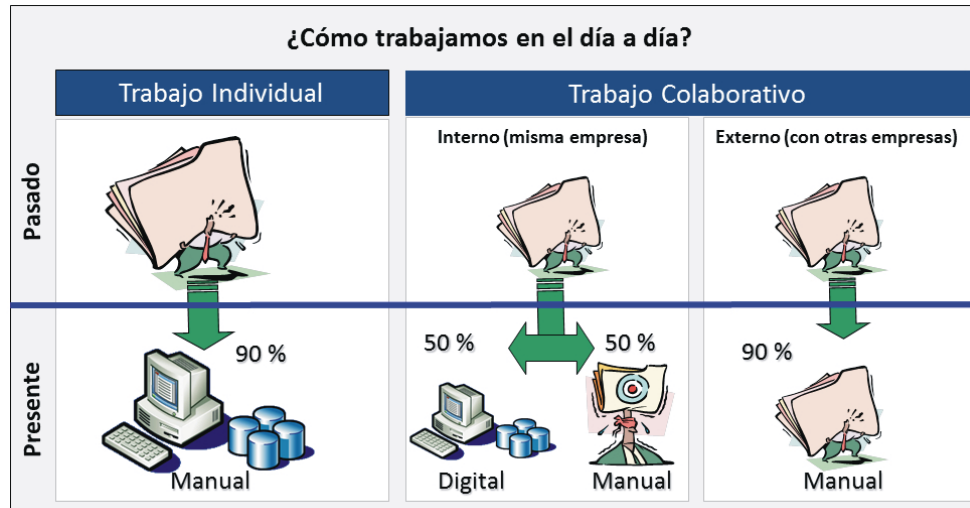 ¿Cómo trabajamos en el día a día?
Trabajo Individual
Trabajo Colaborativo
Interno (misma empresa)
Externo (con otras empresas)
Pasado
Presente
90 %
Manual
50 %
50 %
Digital
Manual
90 %
Manual